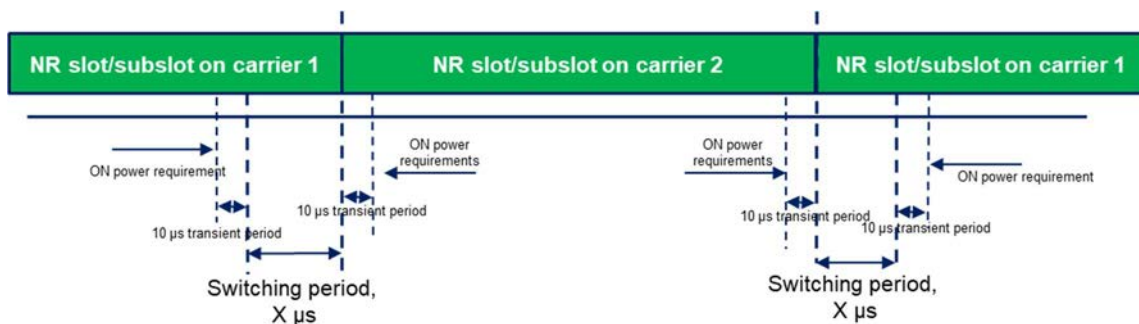 NR slot/subslot on carrier 1
NR slot/subslot on carrier 2
NR slot/subslot on carrier 1
ON power requirement
ON power
requirements
ON power
requirements
ON power requirement
10 µs transient period
10 µs transient period
10 µs transient period
10 µs transient period
Switching period,
X µs
Switching period,
X µs